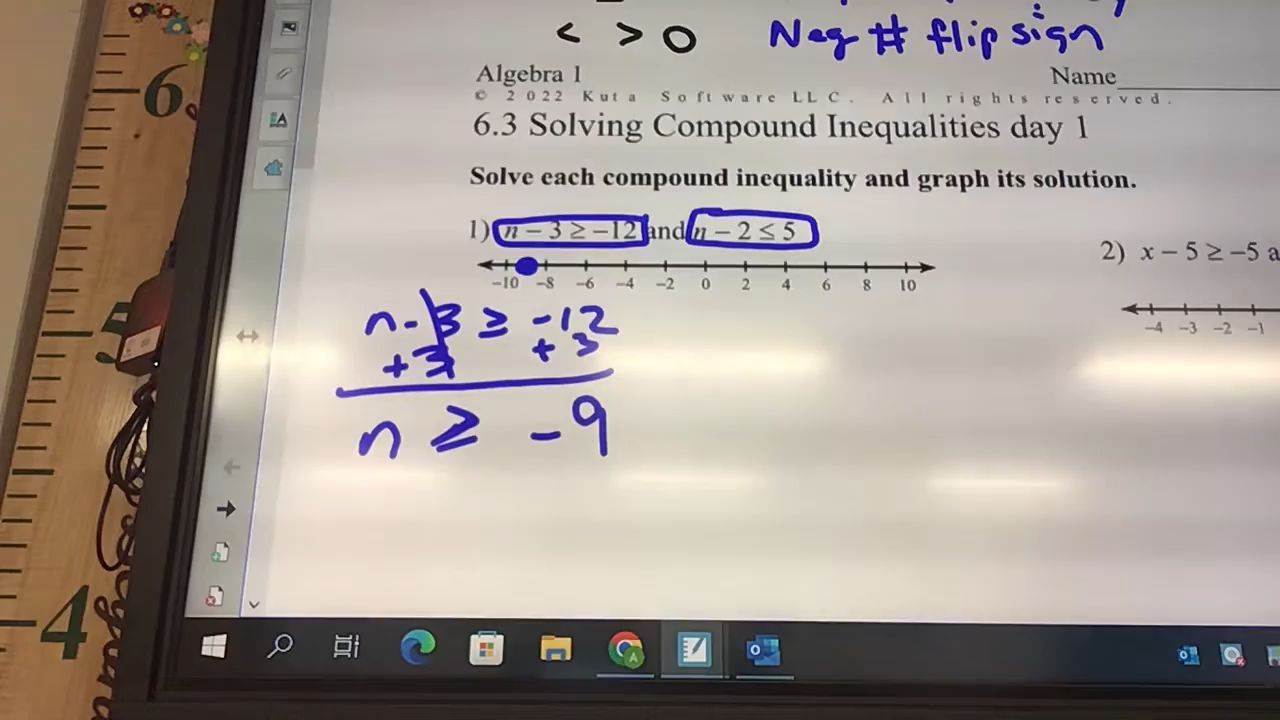 < > 0 Neg # flip sign
Algebra 1 Name
© 2022 Kuta Software LLC. All rights reserved.
6.3 Solving Compound Inequalities day 1
Solve each compound inequality and graph its solution.
1) n − 3 ≥ −12 and n − 2 ≤ 5
2) x − 5 ≥ −5 a
−10 −8 −6 −4 −2 0 2 4 6 8 10
−4 −3 −2 −1
n - 3 ≥ -12
+ 3 + 3
n ≥ -9
6
4